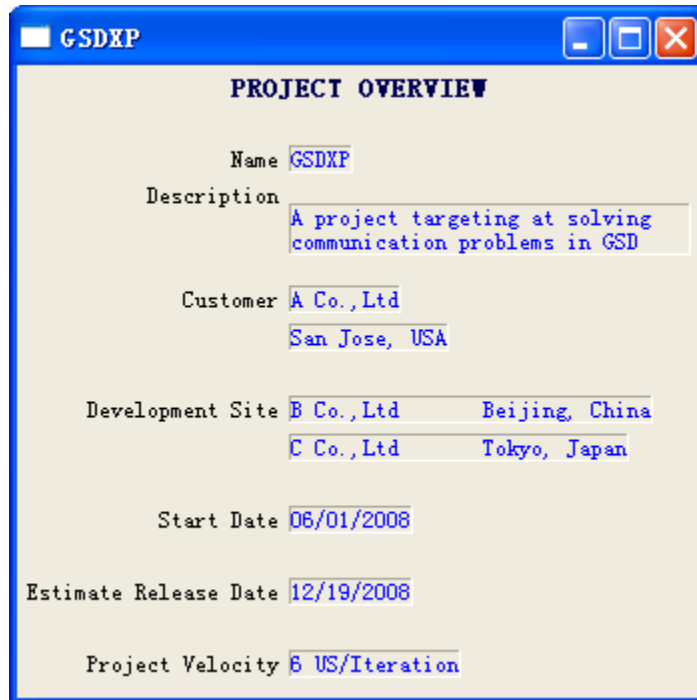 GSDXP
PROJECT OVERVIEW
Name GSDXP
Description
A project targeting at solving
communication problems in GSD
Customer A Co.,Ltd
San Jose, USA
Development Site B Co.,Ltd Beijing, China
C Co.,Ltd Tokyo, Japan
Start Date 06/01/2008
Estimate Release Date 12/19/2008
Project Velocity 6 US/Iteration